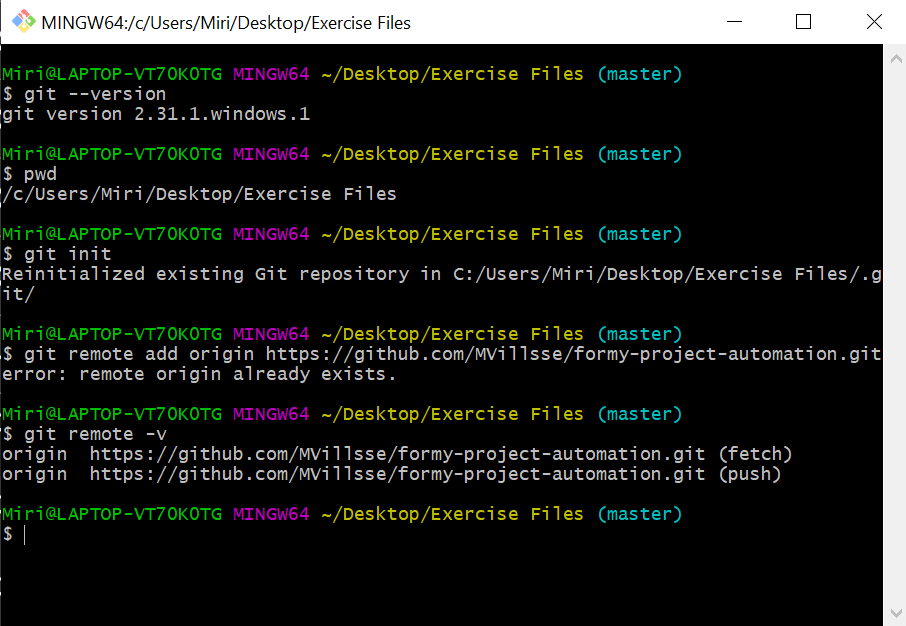 MINGW64:/c/Users/Miri/Desktop/Exercise Files
Miri@LAPTOP-VT7OKOTG MINGW64 ~/Desktop/Exercise Files (master)
$ git --version
git version 2.31.1.windows.1
Miri@LAPTOP-VT7OKOTG MINGW64 ~/Desktop/Exercise Files (master)
$ pwd
/c/Users/Miri/Desktop/Exercise Files
Miri@LAPTOP-VT7OKOTG MINGW64 ~/Desktop/Exercise Files (master)
$ git init
Reinitialized existing Git repository in C:/Users/Miri/Desktop/Exercise Files/.g
it/
Miri@LAPTOP-VT7OKOTG MINGW64 ~/Desktop/Exercise Files (master)
$ git remote add origin https://github.com/MVillsse/formy-project-automation.git
error: remote origin already exists.
Miri@LAPTOP-VT7OKOTG MINGW64 ~/Desktop/Exercise Files (master)
$ git remote -v
origin  https://github.com/MVillsse/formy-project-automation.git (fetch)
origin  https://github.com/MVillsse/formy-project-automation.git (push)
Miri@LAPTOP-VT7OKOTG MINGW64 ~/Desktop/Exercise Files (master)
$